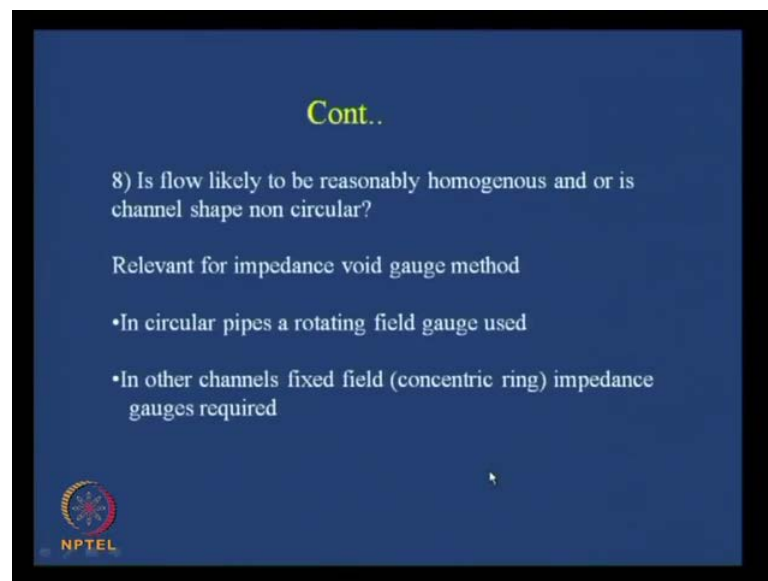 Cont..
8) Is flow likely to be reasonably homogenous and or is
channel shape non circular?
Relevant for impedance void gauge method
•In circular pipes a rotating field gauge used
•In other channels fixed field (concentric ring) impedance
gauges required
NPTEL